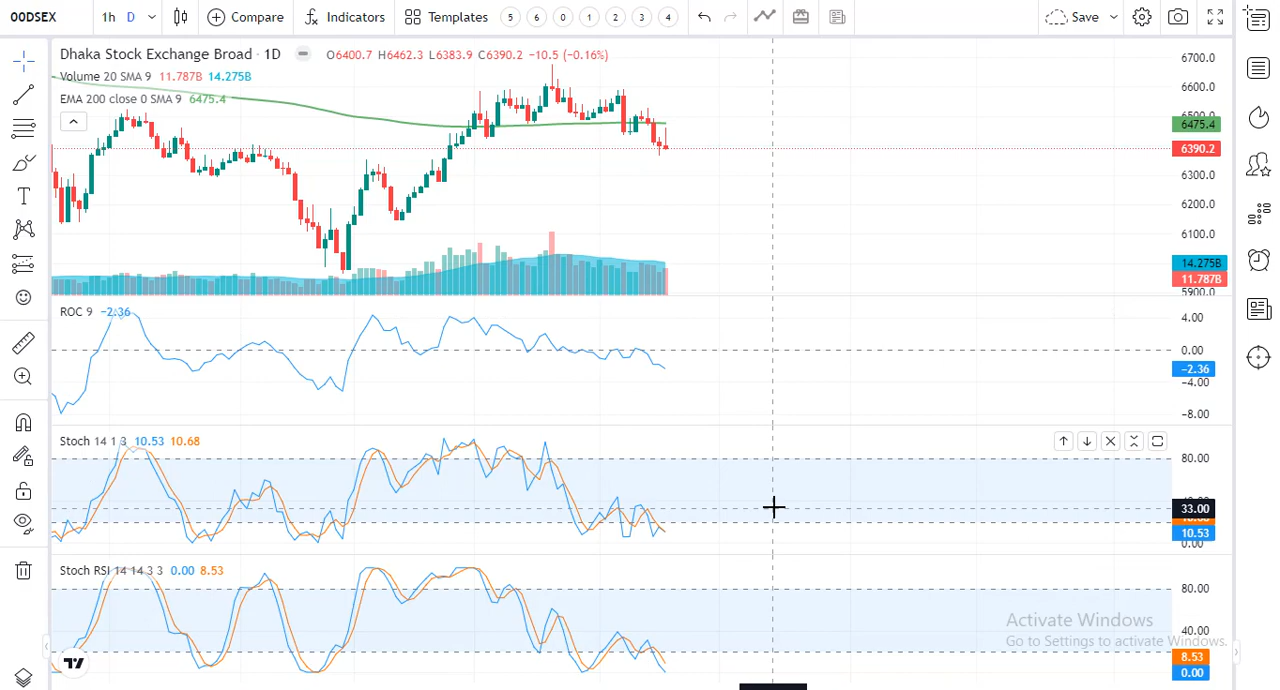 00DSEX 1h D Compare Indicators Templates 5 6 0 1 2 3 4 Save
Dhaka Stock Exchange Broad · 1D O6400.7 H6462.3 L6383.9 C6390.2 −10.5 (−0.16%)
Volume 20 SMA 9 11.787B 14.275B
EMA 200 close 0 SMA 9 6475.4
6700.0
6600.0
6475.4
6390.2
6300.0
6200.0
6100.0
14.275B
11.787B
5900.0
ROC 9 −2.36
4.00
0.00
−2.36
−4.00
−8.00
Stoch 14 1 3 10.53 10.68
80.00
33.00
10.53
0.00
Stoch RSI 14 14 3 3 0.00 8.53
80.00
40.00
8.53
0.00
Activate Windows
Go to Settings to activate Windows.